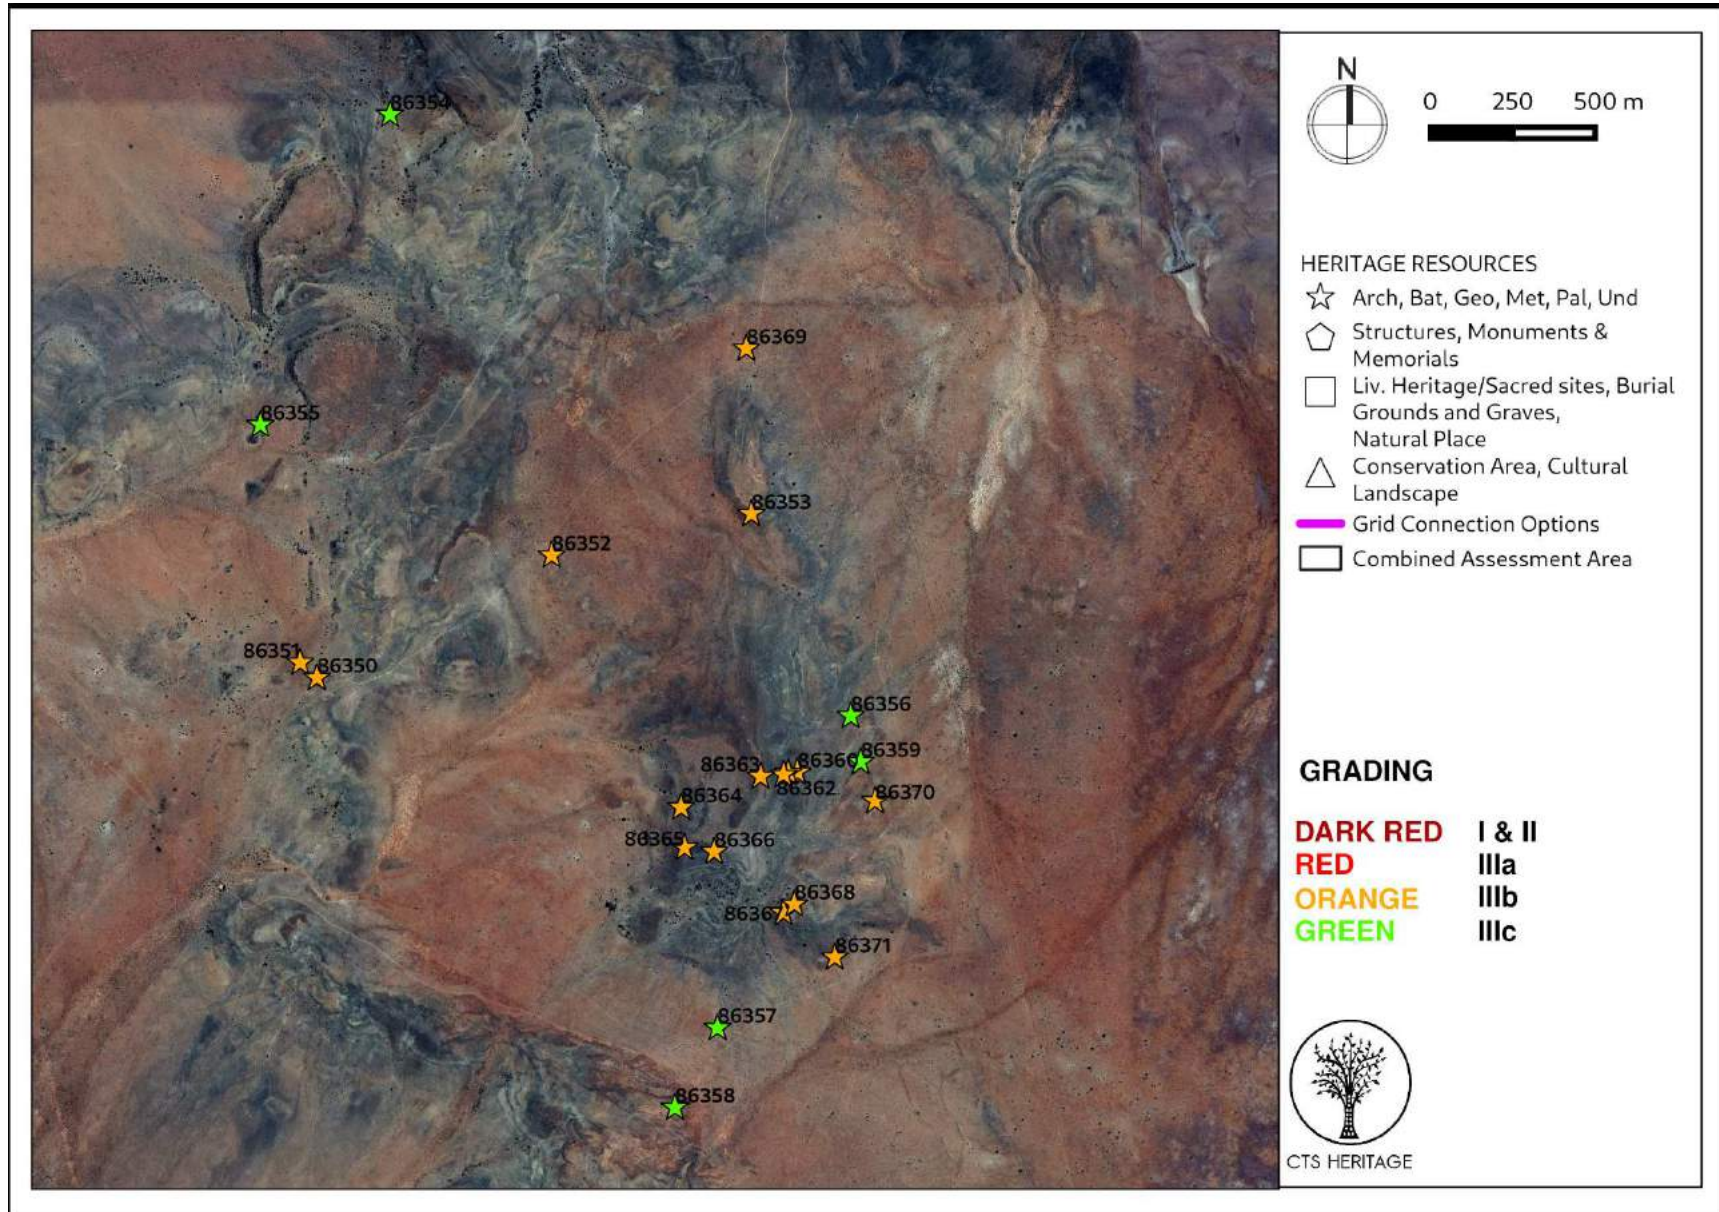 86354
86369
86355
86353
86352
86351
86350
86356
86359
86363
86360
86362
86364
86370
86365
86366
86368
86371
86357
86358
N
0 250 500 m
HERITAGE RESOURCES
Arch, Bat, Geo, Met, Pal, Und
Structures, Monuments &
Memorials
Liv. Heritage/Sacred sites, Burial
Grounds and Graves,
Natural Place
Conservation Area, Cultural
Landscape
Grid Connection Options
Combined Assessment Area
GRADING
DARK RED I & II
RED IIIa
ORANGE IIIb
GREEN IIIc
CTS HERITAGE